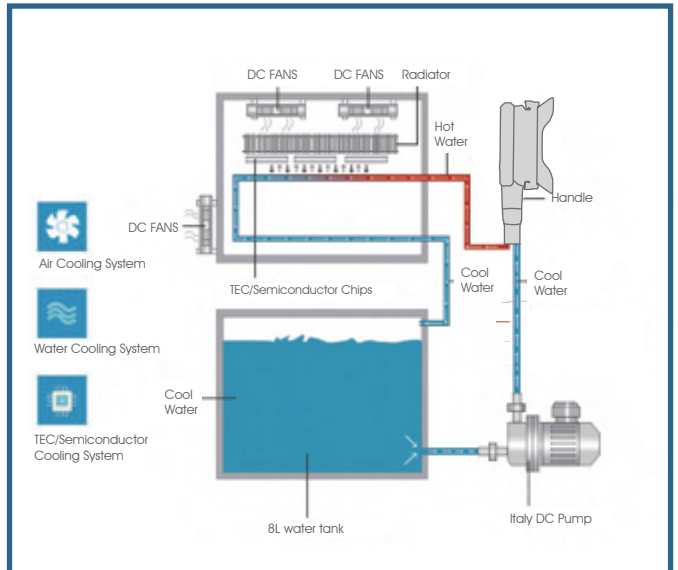 DC FANS
DC FANS
Radiator
Hot
Water
Handle
DC FANS
Air Cooling System
TEC/Semiconductor Chips
Cool
Water
Cool
Water
Water Cooling System
Cool
Water
TEC/Semiconductor
Cooling System
8L water tank
Italy DC Pump